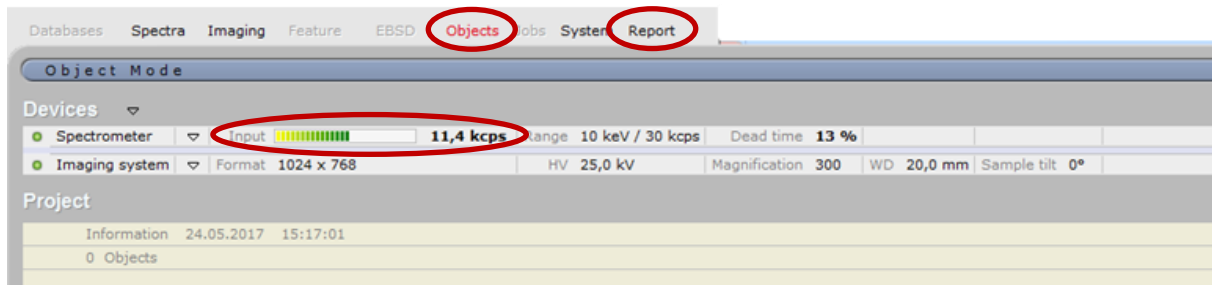 Databases Spectra Imaging Feature EBSD Objects Jobs System Report
Object Mode
Devices
Spectrometer Input 11,4 kcps Range 10 keV / 30 kcps Dead time 13 %
Imaging system Format 1024 x 768 HV 25,0 kV Magnification 300 WD 20,0 mm Sample tilt 0°
Project
Information 24.05.2017 15:17:01
0 Objects